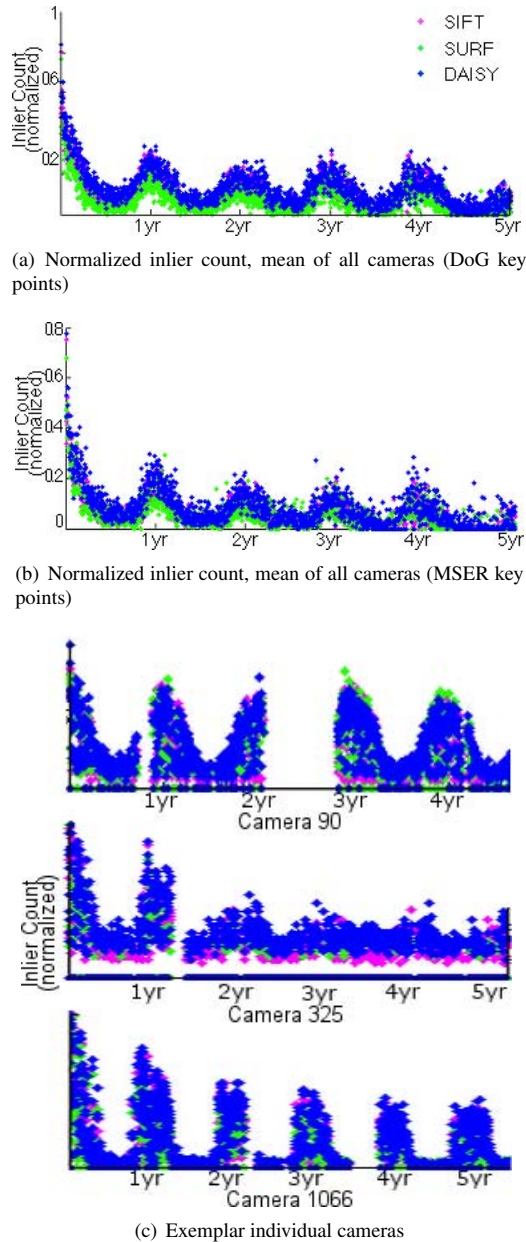 1
0.6
0.2
Inlier Count
(normalized)
SIFT
SURF
DAISY
1yr 2yr 3yr 4yr 5yr
(a) Normalized inlier count, mean of all cameras (DoG key
points)
0.8
0.6
0.4
0.2
0
Inlier Count
(normalized)
1yr 2yr 3yr 4yr 5yr
(b) Normalized inlier count, mean of all cameras (MSER key
points)
1yr 2yr 3yr 4yr
Camera 90
Inlier Count
(normalized)
1yr 2yr 3yr 4yr 5yr
Camera 325
1yr 2yr 3yr 4yr 5yr
Camera 1066
(c) Exemplar individual cameras